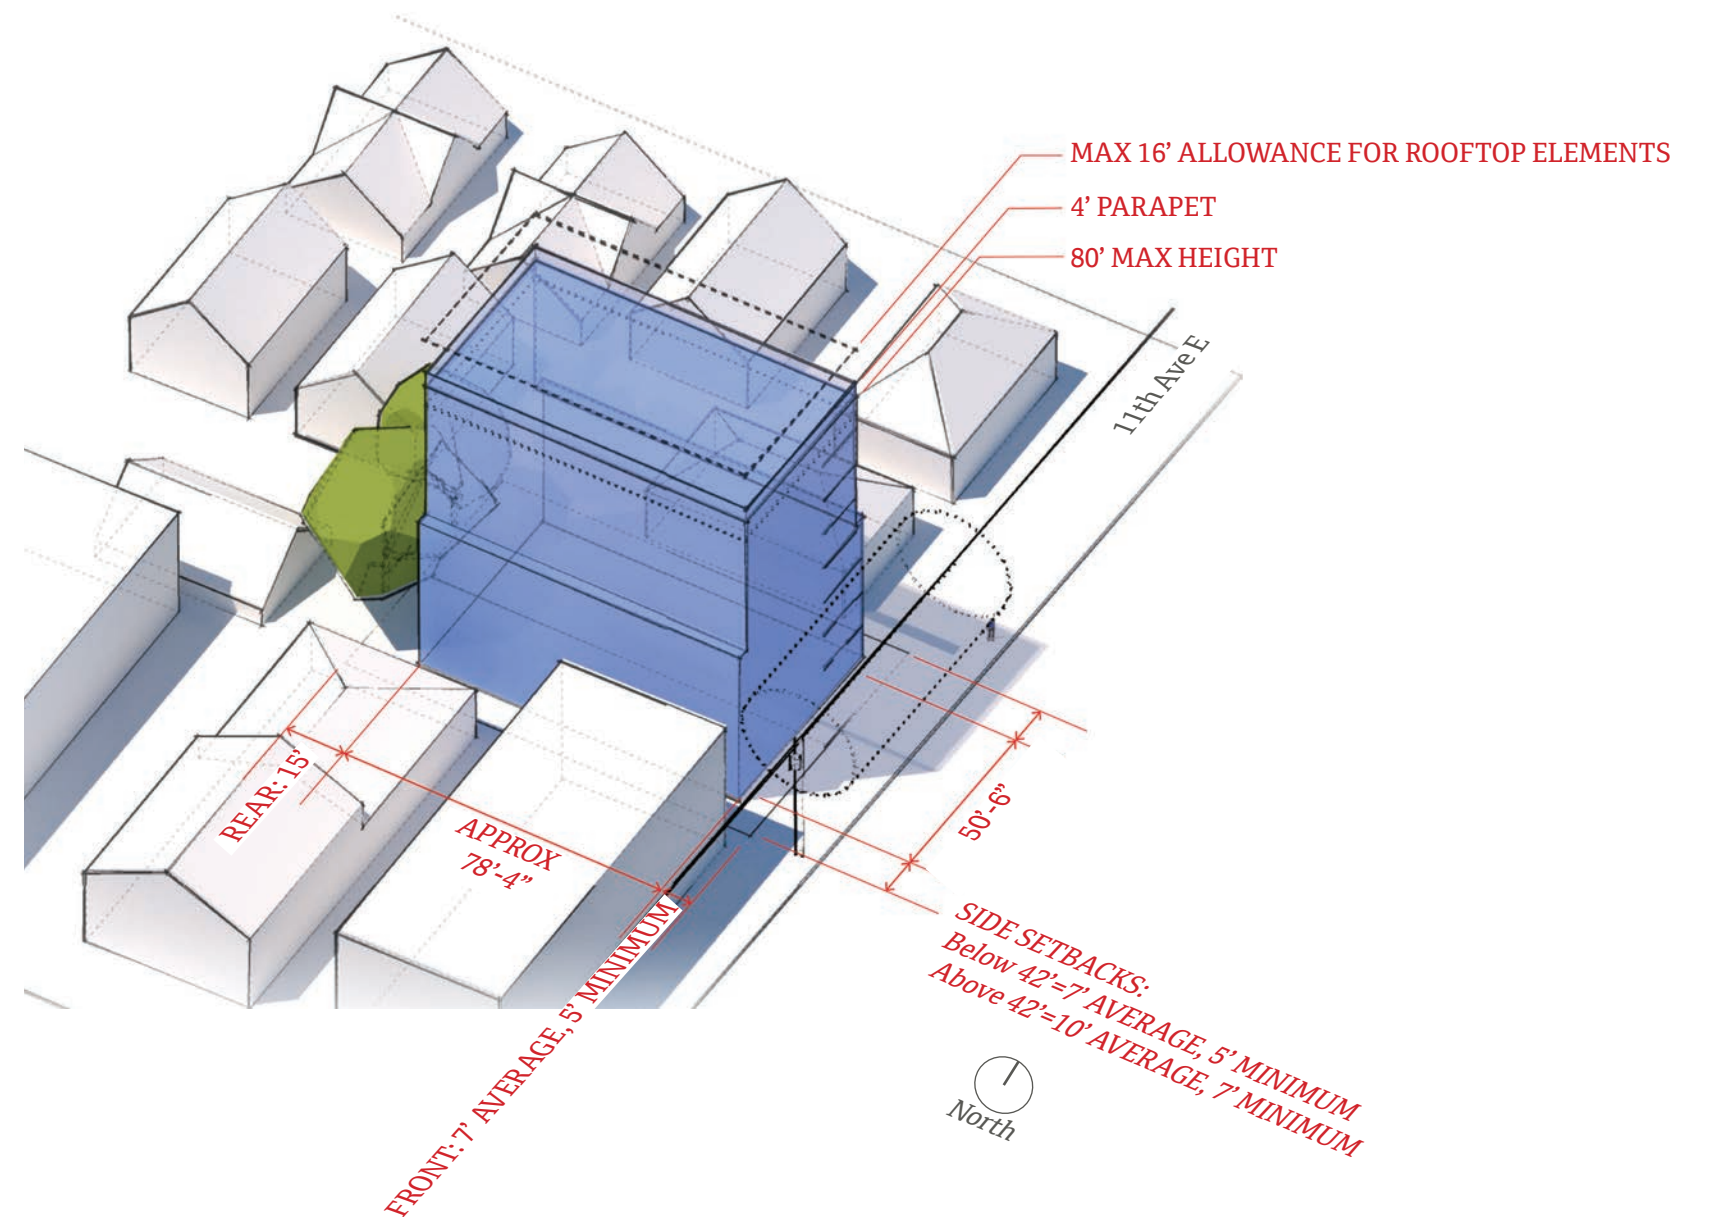 MAX 16’ ALLOWANCE FOR ROOFTOP ELEMENTS
4’ PARAPET
80’ MAX HEIGHT
11th Ave E
REAR: 15’
APPROX
78’-4”
50’-6”
FRONT: 7’ AVERAGE, 5’ MINIMUM
SIDE SETBACKS:
Below 42’=7’ AVERAGE, 5’ MINIMUM
Above 42’=10’ AVERAGE, 7’ MINIMUM
North